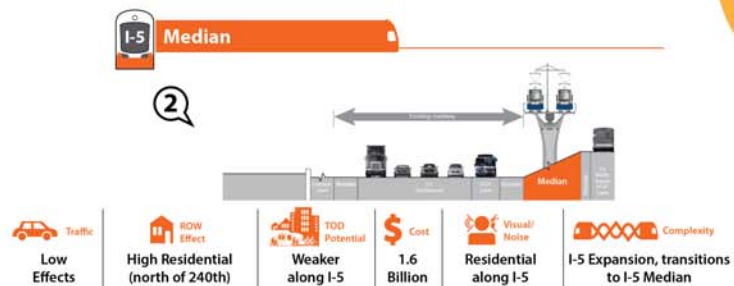 I-5 Median
2
Existing roadway
Median
Traffic
Low
Effects
ROW
Effect
High Residential
(north of 240th)
TOD
Potential
Weaker
along I-5
$ Cost
1.6
Billion
Visual/
Noise
Residential
along I-5
Complexity
I-5 Expansion, transitions
to I-5 Median